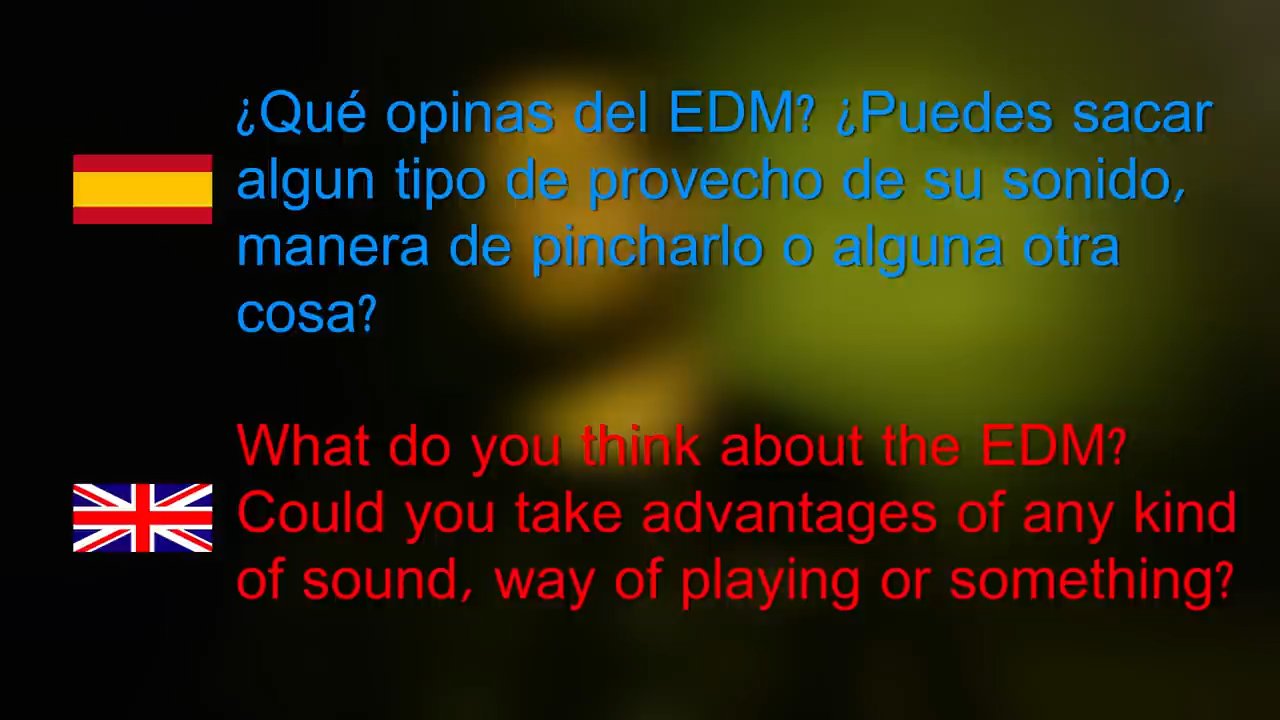 ¿Qué opinas del EDM? ¿Puedes sacar
algun tipo de provecho de su sonido,
manera de pincharlo o alguna otra
cosa?
What do you think about the EDM?
Could you take advantages of any kind
of sound, way of playing or something?